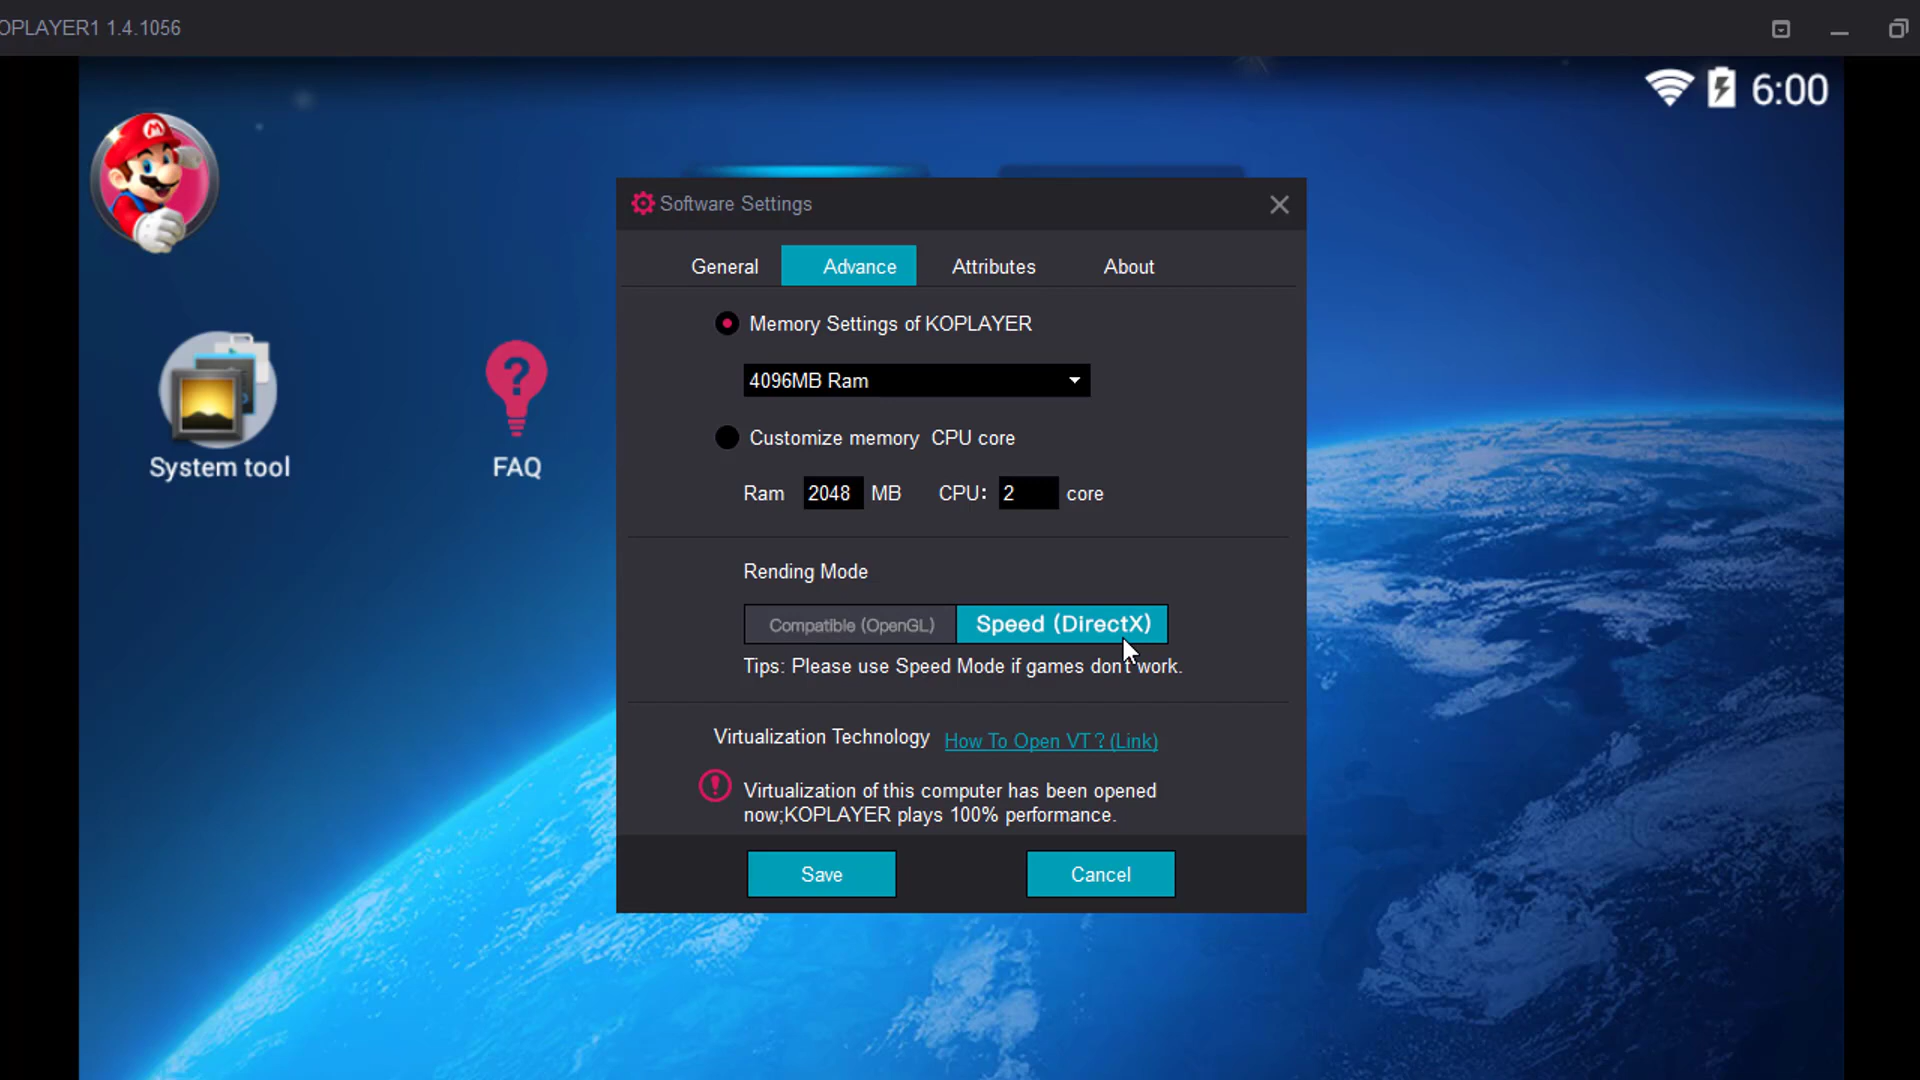 OPLAYER1 1.4.1056
6:00
Software Settings
General Advance Attributes About
Memory Settings of KOPLAYER
4096MB Ram
Customize memory CPU core
Ram 2048 MB CPU: 2 core
System tool
FAQ
Rending Mode
Compatible (OpenGL) Speed (DirectX)
Tips: Please use Speed Mode if games don't work.
Virtualization Technology How To Open VT?(Link)
Virtualization of this computer has been opened
now;KOPLAYER plays 100% performance.
Save Cancel